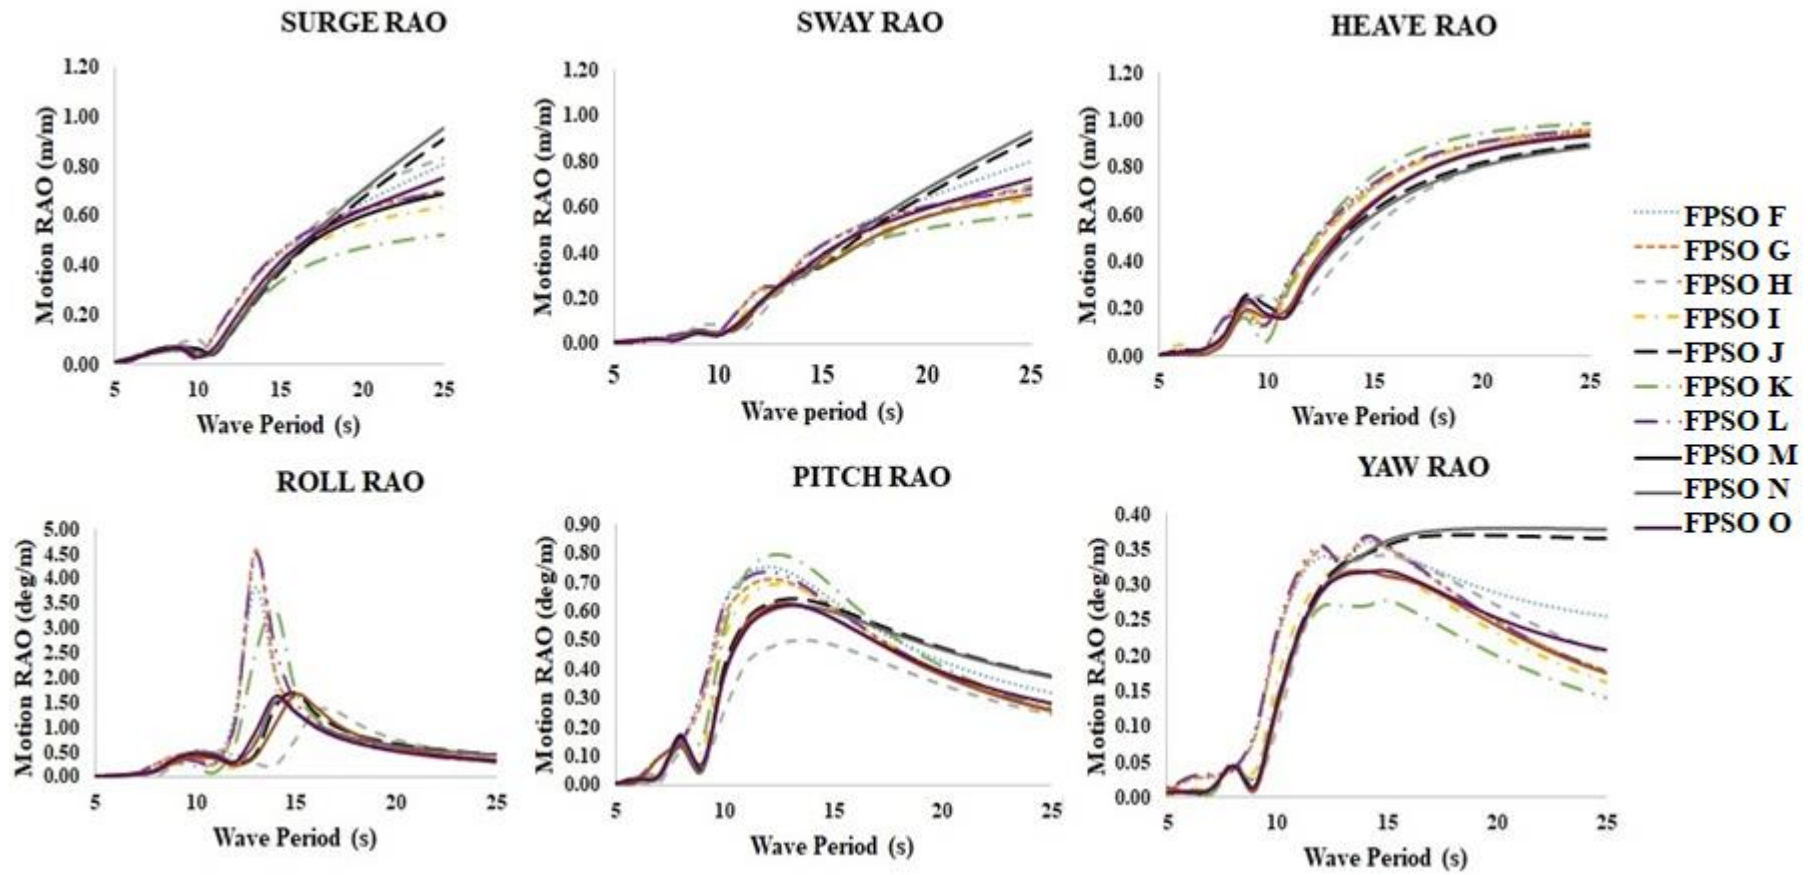 SURGE RAO
Motion RAO (m/m)
1.20
1.00
0.80
0.60
0.40
0.20
0.00
5 10 15 20 25
Wave Period (s)
SWAY RAO
Motion RAO (m/m)
1.20
1.00
0.80
0.60
0.40
0.20
0.00
5 10 15 20 25
Wave period (s)
HEAVE RAO
Motion RAO (m/m)
1.20
1.00
0.80
0.60
0.40
0.20
0.00
5 10 15 20 25
Wave Period (s)
ROLL RAO
Motion RAO (deg/m)
5.00
4.50
4.00
3.50
3.00
2.50
2.00
1.50
1.00
0.50
0.00
5 10 15 20 25
Wave Period (s)
PITCH RAO
Motion RAO (deg/m)
0.90
0.80
0.70
0.60
0.50
0.40
0.30
0.20
0.10
0.00
5 10 15 20 25
Wave Period (s)
YAW RAO
Motion RAO (deg/m)
0.40
0.35
0.30
0.25
0.20
0.15
0.10
0.05
0.00
5 10 15 20 25
Wave Period (s)
FPSO F
FPSO G
FPSO H
FPSO I
FPSO J
FPSO K
FPSO L
FPSO M
FPSO N
FPSO O